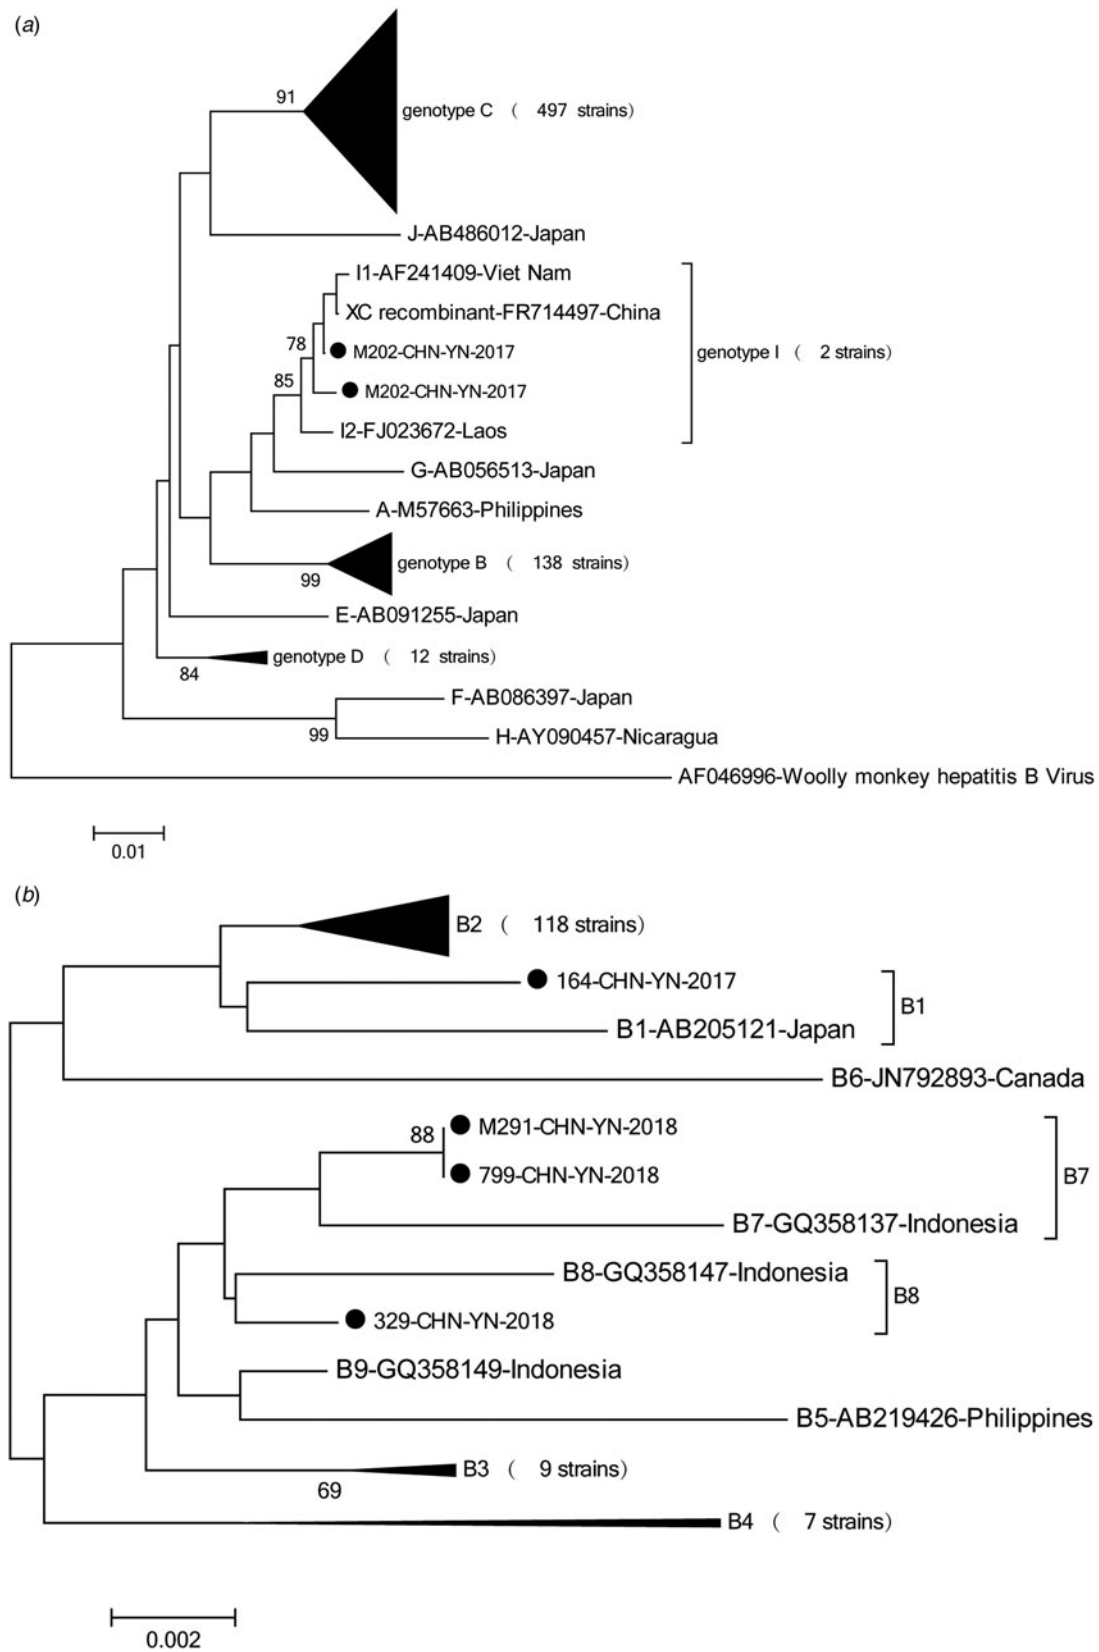 (a)
91
genotype C ( 497 strains)
J-AB486012-Japan
I1-AF241409-Viet Nam
XC recombinant-FR714497-China
78
M202-CHN-YN-2017
genotype I ( 2 strains)
85
M202-CHN-YN-2017
I2-FJ023672-Laos
G-AB056513-Japan
A-M57663-Philippines
genotype B ( 138 strains)
99
E-AB091255-Japan
genotype D ( 12 strains)
84
F-AB086397-Japan
99
H-AY090457-Nicaragua
AF046996-Woolly monkey hepatitis B Virus
0.01
(b)
B2 ( 118 strains)
164-CHN-YN-2017
B1
B1-AB205121-Japan
B6-JN792893-Canada
88
M291-CHN-YN-2018
799-CHN-YN-2018
B7
B7-GQ358137-Indonesia
B8-GQ358147-Indonesia
B8
329-CHN-YN-2018
B9-GQ358149-Indonesia
B5-AB219426-Philippines
B3 ( 9 strains)
69
B4 ( 7 strains)
0.002